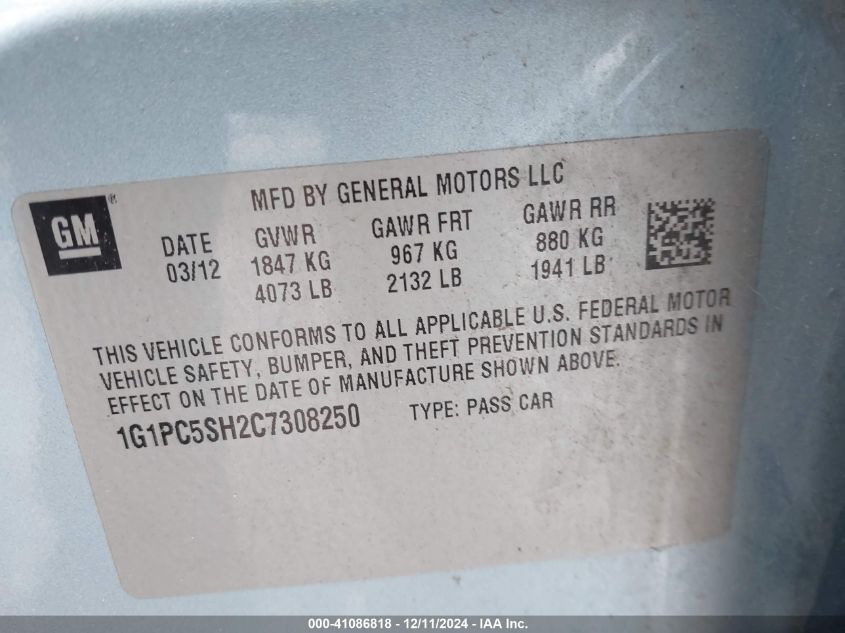 MFD BY GENERAL MOTORS LLC
GM®
DATE GVWR GAWR FRT GAWR RR
03/12 1847 KG 967 KG 880 KG
4073 LB 2132 LB 1941 LB
THIS VEHICLE CONFORMS TO ALL APPLICABLE U.S. FEDERAL MOTOR
VEHICLE SAFETY, BUMPER, AND THEFT PREVENTION STANDARDS IN
EFFECT ON THE DATE OF MANUFACTURE SHOWN ABOVE.
1G1PC5SH2C7308250 TYPE: PASS CAR
000-41086818 - 12/11/2024 - IAA Inc.